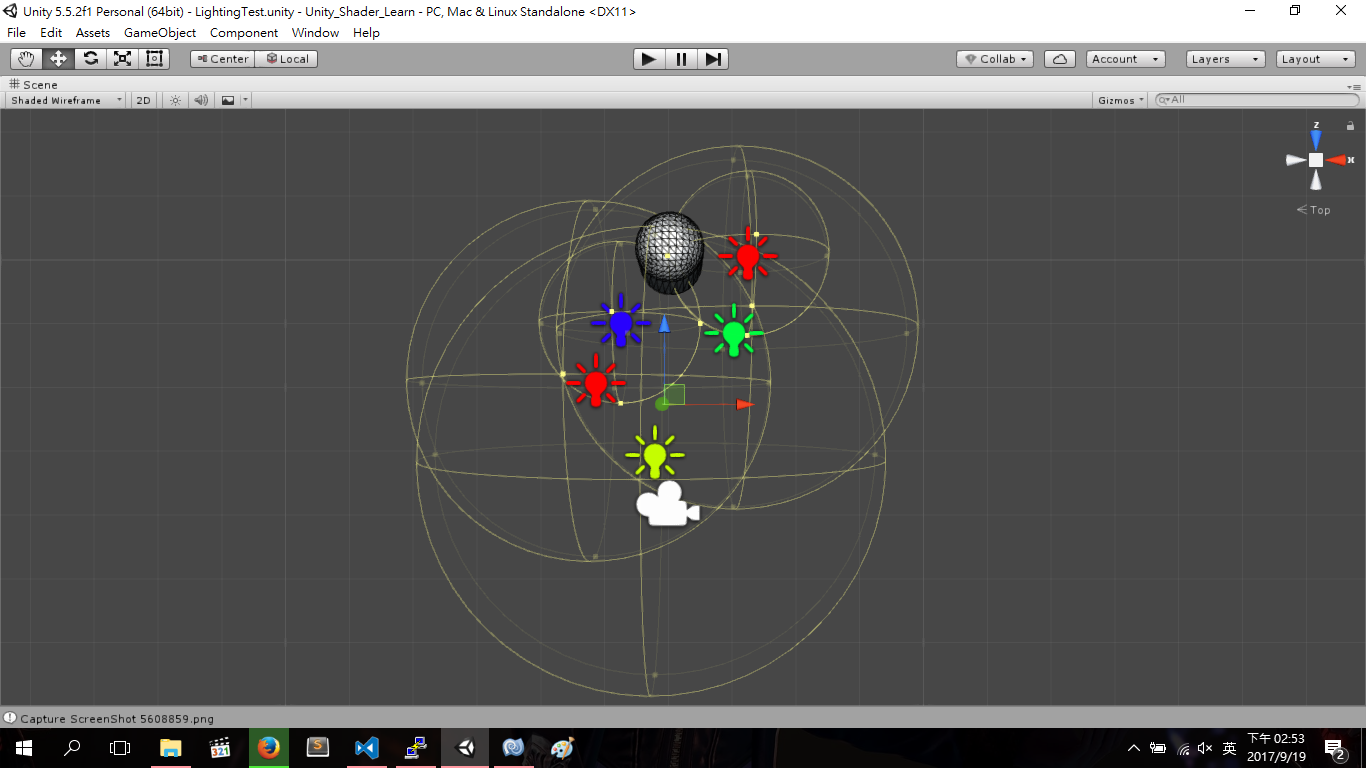 Unity 5.5.2f1 Personal (64bit) - LightingTest.unity - Unity_Shader_Learn - PC, Mac & Linux Standalone <DX11>
File Edit Assets GameObject Component Window Help
Center Local Collab Account Layers Layout
Scene
Shaded Wireframe 2D Gizmos All
z
x
Top
Capture ScreenShot 5608859.png
321 S 英 下午 02:53
2017/9/19 2